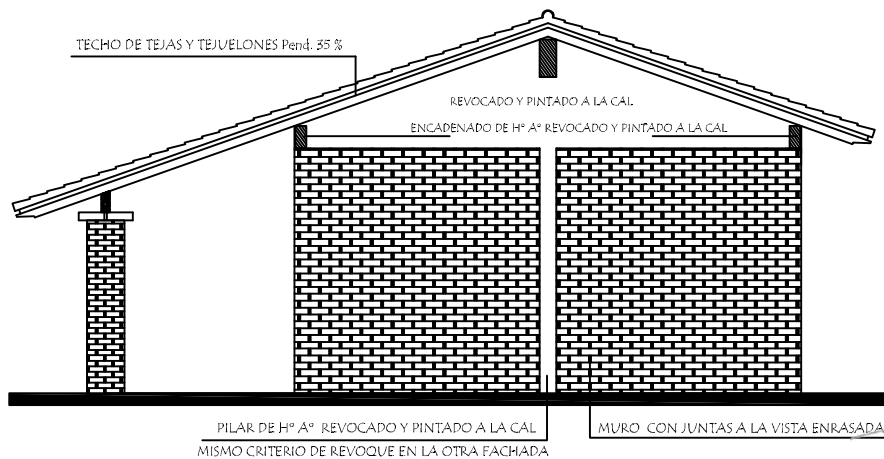 TECHO DE TEJAS Y TEJUELONES Pend. 35 %
REVOCADO Y PINTADO A LA CAL
ENCADENADO DE Hº Aº REVOCADO Y PINTADO A LA CAL
PILAR DE Hº Aº REVOCADO Y PINTADO A LA CAL
MISMO CRITERIO DE REVOQUE EN LA OTRA FACHADA
MURO CON JUNTAS A LA VISTA ENRASADA